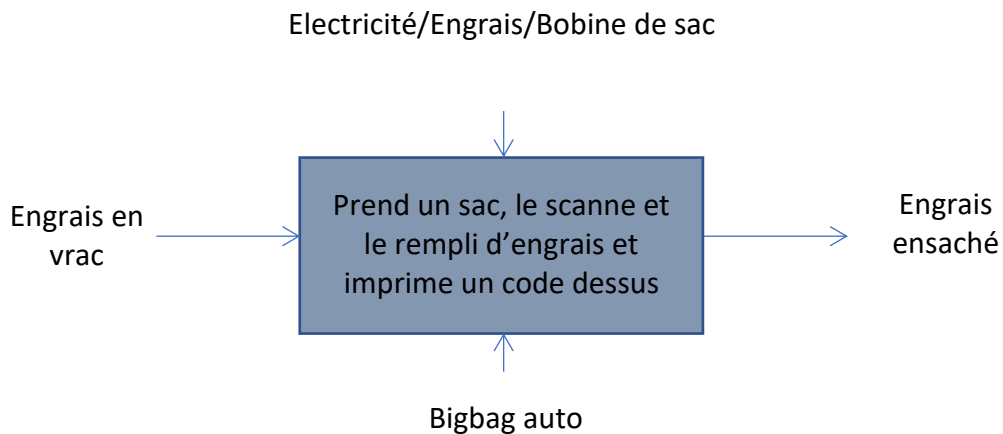 Electricité/Engrais/Bobine de sac
Engrais en
vrac
Prend un sac, le scanne et
le rempli d’engrais et
imprime un code dessus
Engrais
ensaché
Bigbag auto